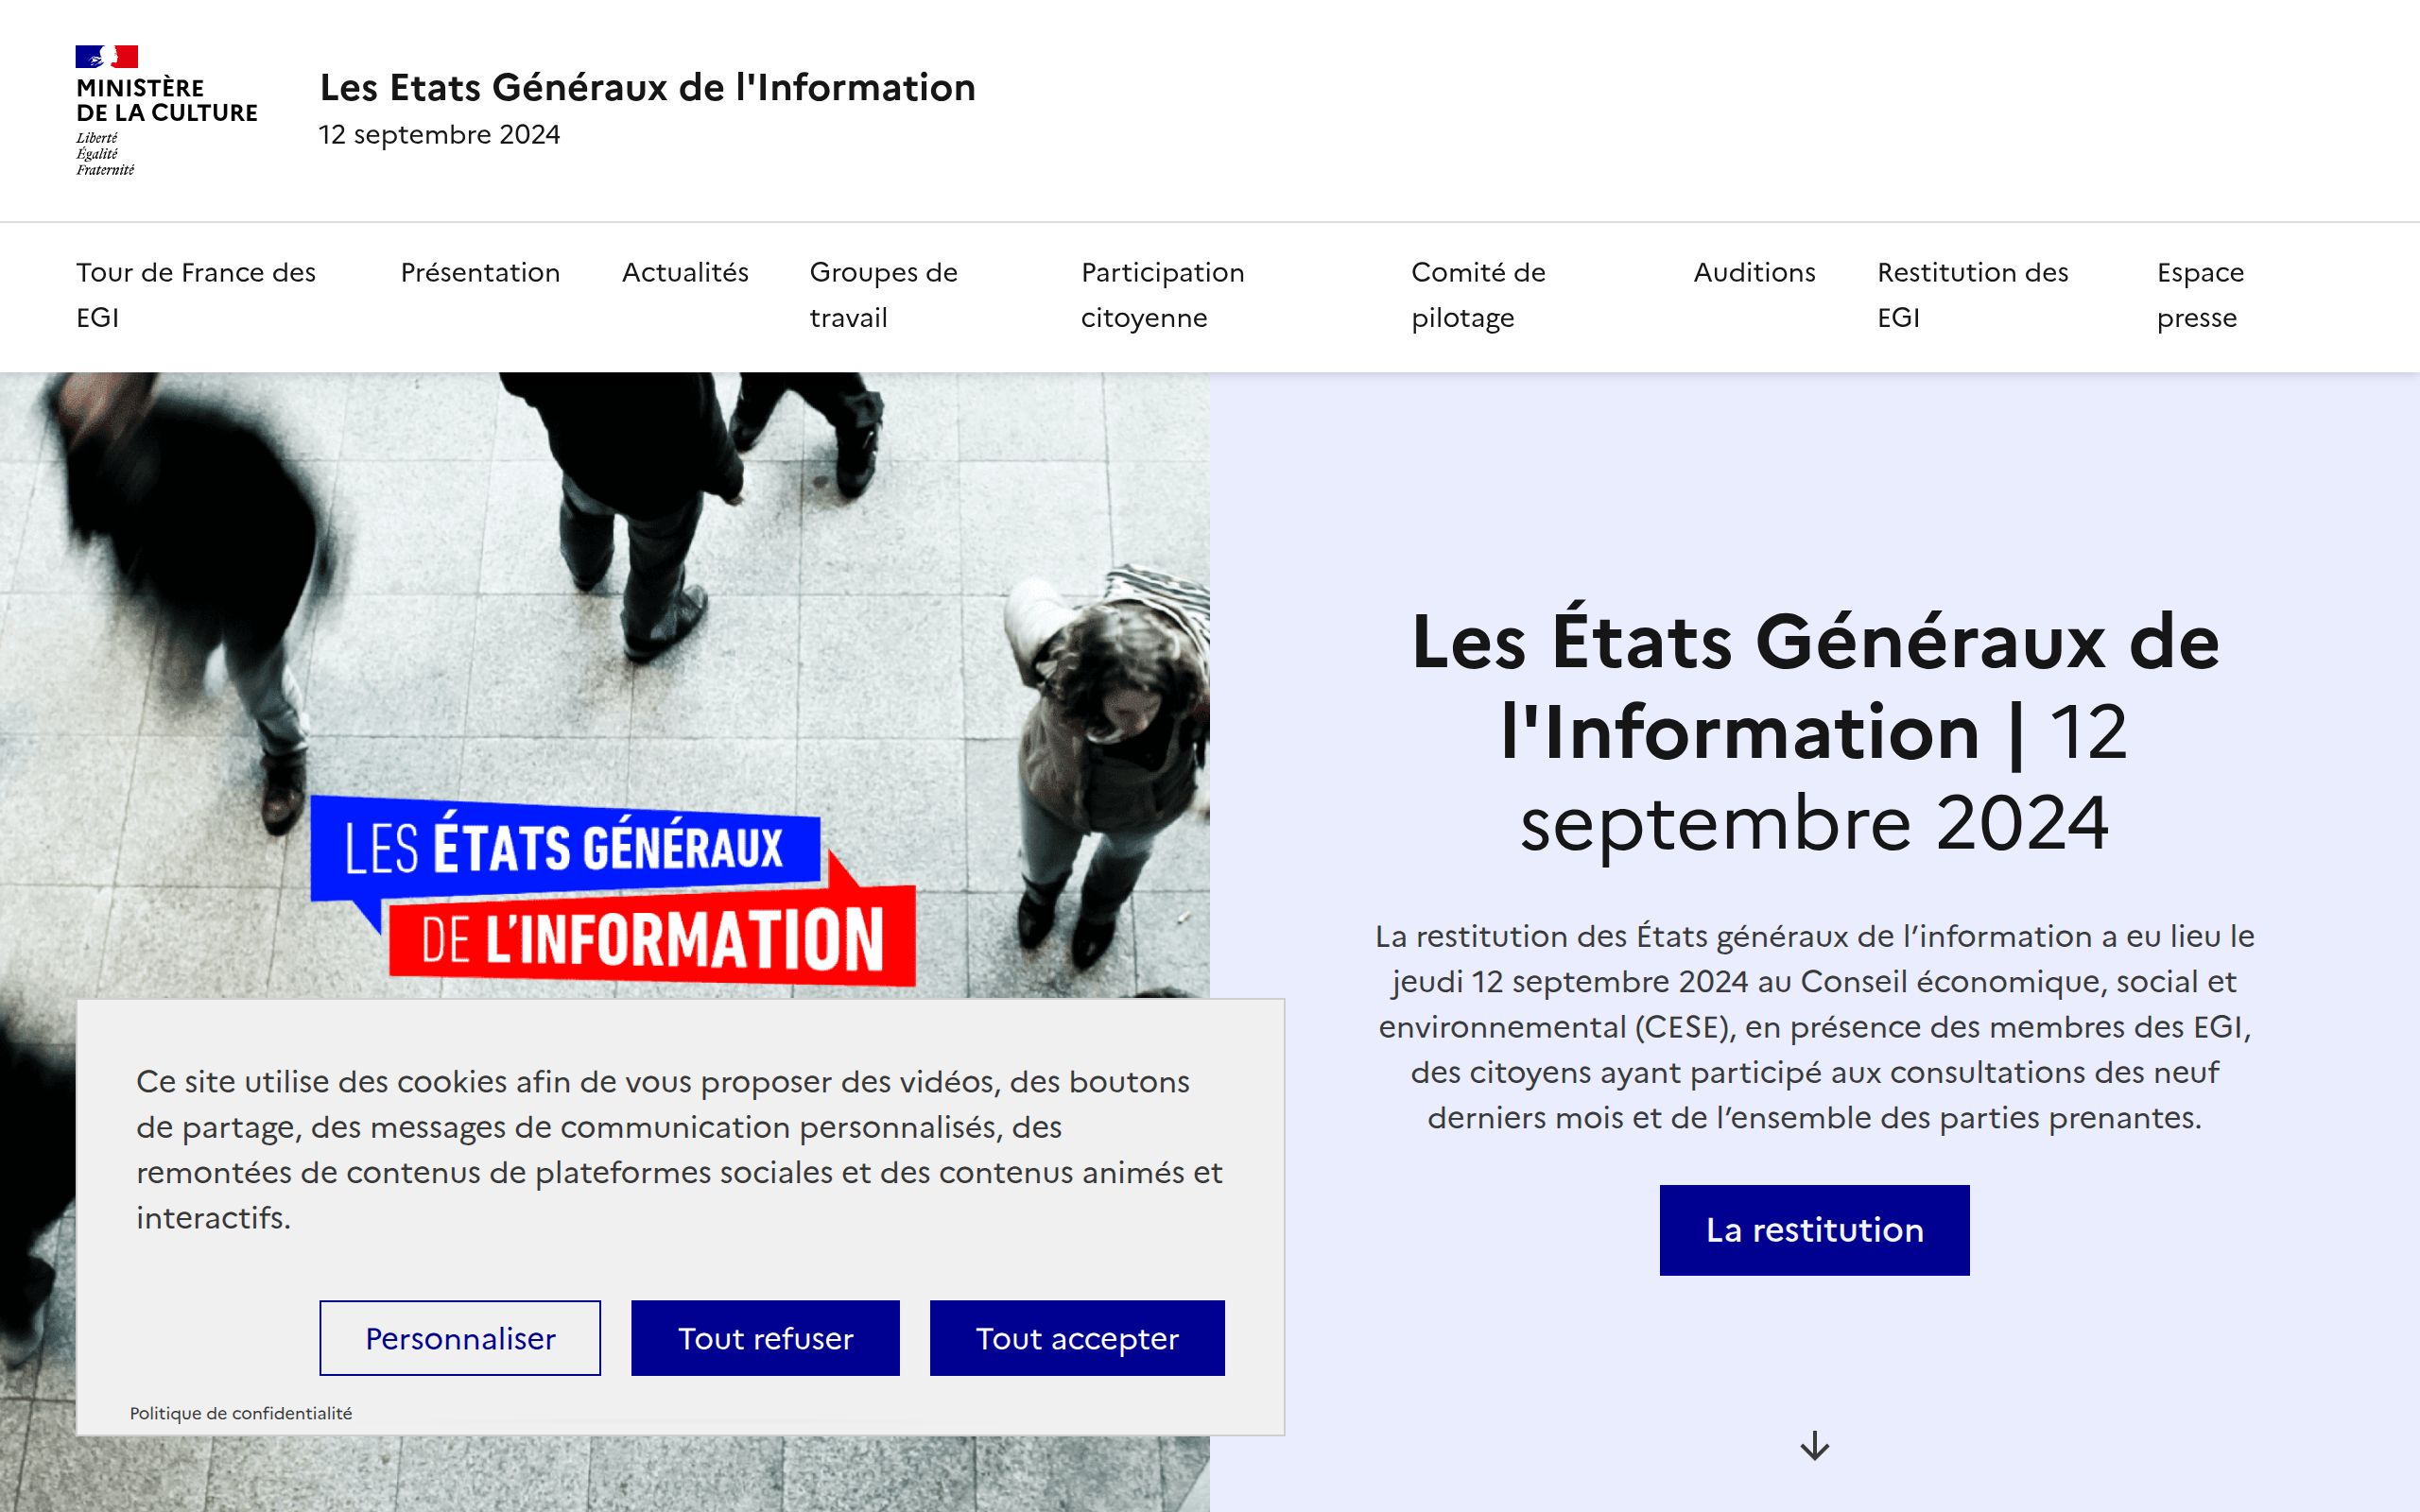 MINISTÈRE
DE LA CULTURE
Liberté
Égalité
Fraternité
Les Etats Généraux de l'Information
12 septembre 2024
Tour de France des
EGI
Présentation
Actualités
Groupes de
travail
Participation
citoyenne
Comité de
pilotage
Auditions
Restitution des
EGI
Espace
presse
LES ÉTATS GÉNÉRAUX
DE L'INFORMATION
Les États Généraux de
l'Information | 12
septembre 2024
La restitution des États généraux de l’information a eu lieu le
jeudi 12 septembre 2024 au Conseil économique, social et
environnemental (CESE), en présence des membres des EGI,
des citoyens ayant participé aux consultations des neuf
derniers mois et de l’ensemble des parties prenantes.
La restitution
Ce site utilise des cookies afin de vous proposer des vidéos, des boutons
de partage, des messages de communication personnalisés, des
remontées de contenus de plateformes sociales et des contenus animés et
interactifs.
Personnaliser
Tout refuser
Tout accepter
Politique de confidentialité